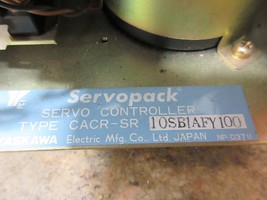 Servopack
SERVO CONTROLLER
TYPE CACR-SR 10SB1AFY100
YASKAWA Electric Mfg. Co., Ltd. JAPAN